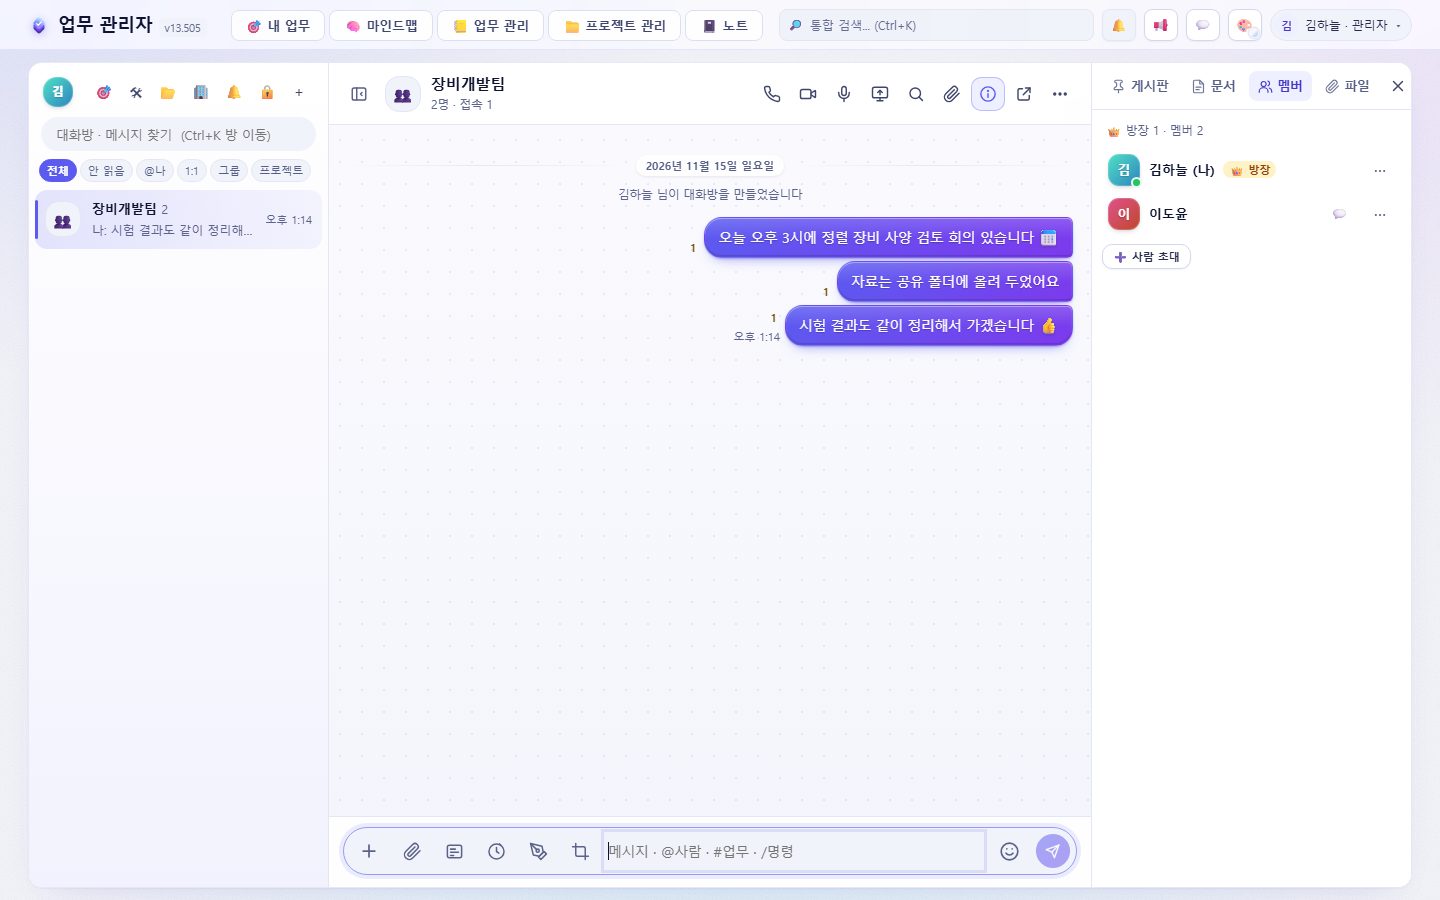 업무 관리자 v13.505
내 업무
마인드맵
업무 관리
프로젝트 관리
노트
통합 검색... (Ctrl+K)
김 김하늘 · 관리자
김
+
대화방 · 메시지 찾기 (Ctrl+K 방 이동)
전체
안 읽음
@나
1:1
그룹
프로젝트
장비개발팀 2
나: 시험 결과도 같이 정리해...
오후 1:14
장비개발팀
2명 · 접속 1
2026년 11월 15일 일요일
김하늘 님이 대화방을 만들었습니다
오늘 오후 3시에 정렬 장비 사양 검토 회의 있습니다
1
자료는 공유 폴더에 올려 두었어요
1
시험 결과도 같이 정리해서 가겠습니다
1
오후 1:14
메시지 · @사람 · #업무 · /명령
게시판
문서
멤버
파일
방장 1 · 멤버 2
김 김하늘 (나) 방장
이 이도윤
사람 초대